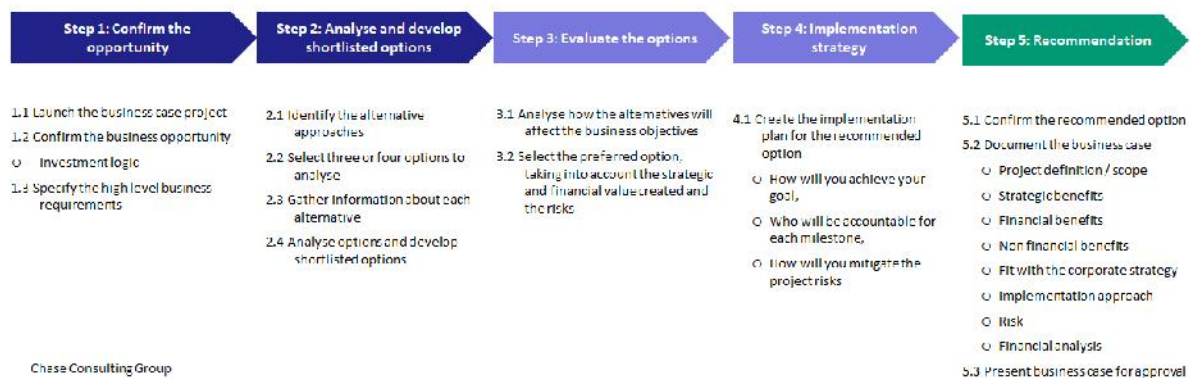 Step 1: Confirm the
opportunity
Step 2: Analyse and develop
shortlisted options
Step 3: Evaluate the options
Step 4: Implementation
strategy
Step 5: Recommendation
1.1 Launch the business case project
1.2 Confirm the business opportunity
o Investment logic
1.3 Specify the high level business
requirements
2.1 Identify the alternative
approaches
2.2 Select three or four options to
analyse
2.3 Gather information about each
alternative
2.4 Analyse options and develop
shortlisted options
3.1 Analyse how the alternatives will
affect the business objectives
3.2 Select the preferred option,
taking into account the strategic
and financial value created and
the risks
4.1 Create the implementation
plan for the recommended
option
o How will you achieve your
goal,
o Who will be accountable for
each milestone,
o How will you mitigate the
project risks
5.1 Confirm the recommended option
5.2 Document the business case
o Project definition / scope
o Strategic benefits
o Financial benefits
o Non financial benefits
o Fit with the corporate strategy
o Implementation approach
o Risk
o Financial analysis
5.3 Present business case for approval
Chase Consulting Group